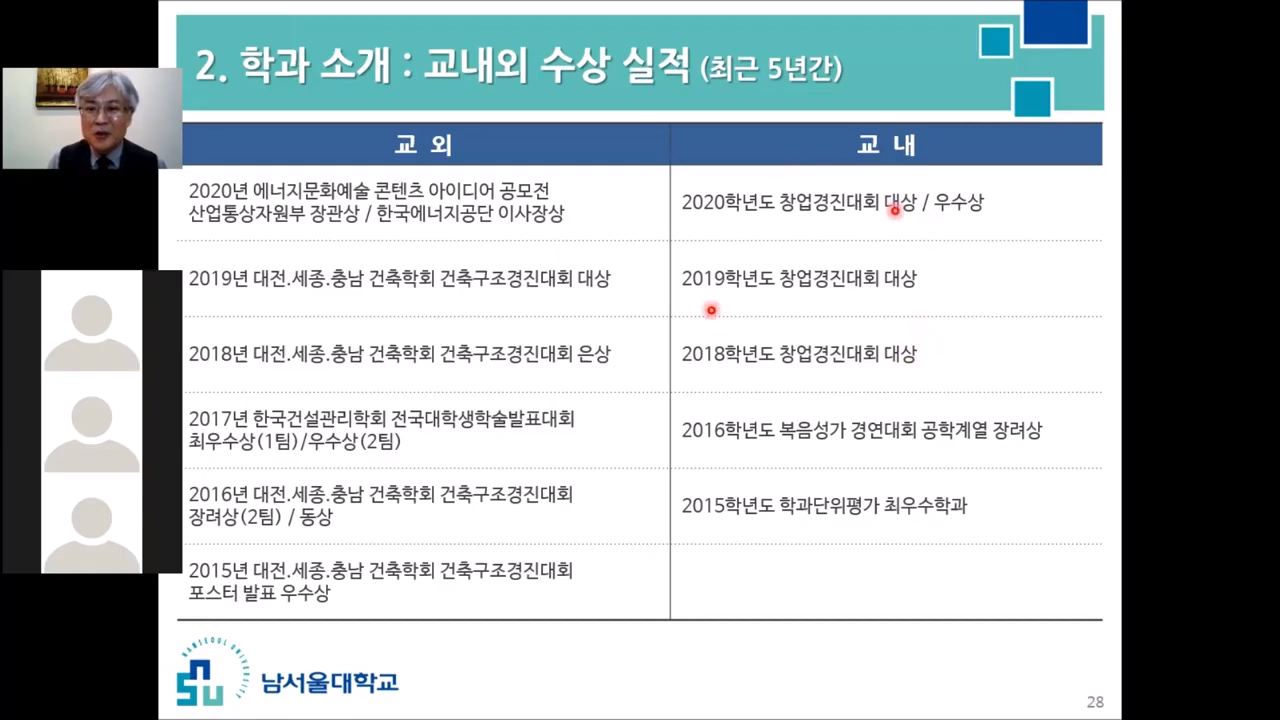 2. 학과 소개 : 교내외 수상 실적 (최근 5년간)
교 외
교 내
2020년 에너지문화예술 콘텐츠 아이디어 공모전
산업통상자원부 장관상 / 한국에너지공단 이사장상
2020학년도 창업경진대회 대상 / 우수상
2019년 대전.세종.충남 건축학회 건축구조경진대회 대상
2019학년도 창업경진대회 대상
2018년 대전.세종.충남 건축학회 건축구조경진대회 은상
2018학년도 창업경진대회 대상
2017년 한국건설관리학회 전국대학생학술발표대회
최우수상(1팀)/우수상(2팀)
2016학년도 복음성가 경연대회 공학계열 장려상
2016년 대전.세종.충남 건축학회 건축구조경진대회
장려상(2팀) / 동상
2015학년도 학과단위평가 최우수학과
2015년 대전.세종.충남 건축학회 건축구조경진대회
포스터 발표 우수상
NAMSEOUL UNIVERSITY
nsu
남서울대학교
28